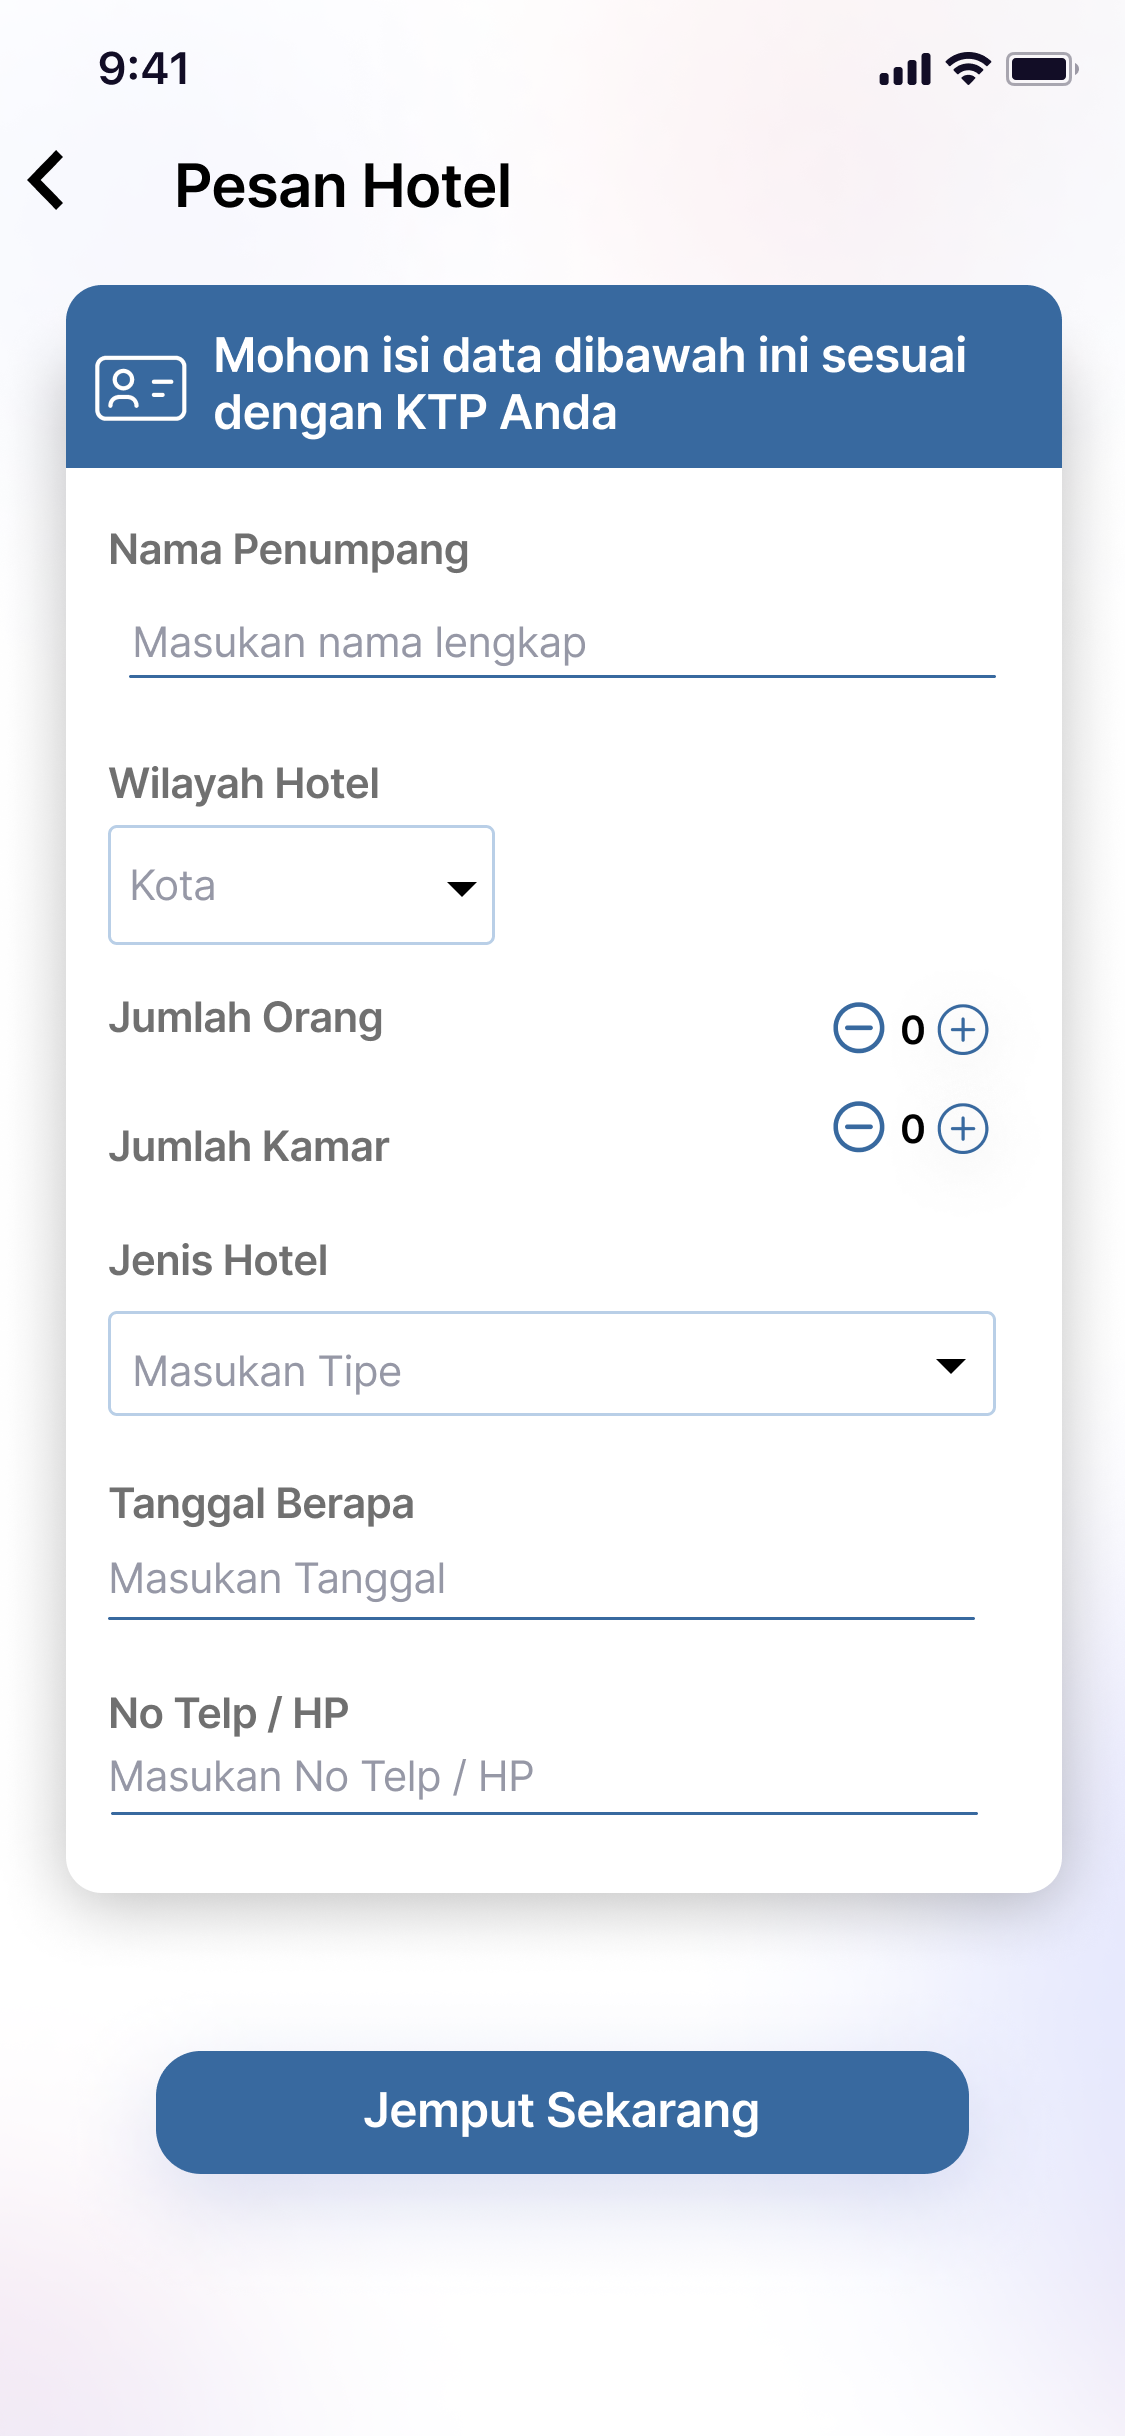 9:41
Pesan Hotel
Mohon isi data dibawah ini sesuai
dengan KTP Anda
Nama Penumpang
Masukan nama lengkap
Wilayah Hotel
Kota
Jumlah Orang
0
Jumlah Kamar
0
Jenis Hotel
Masukan Tipe
Tanggal Berapa
Masukan Tanggal
No Telp / HP
Masukan No Telp / HP
Jemput Sekarang